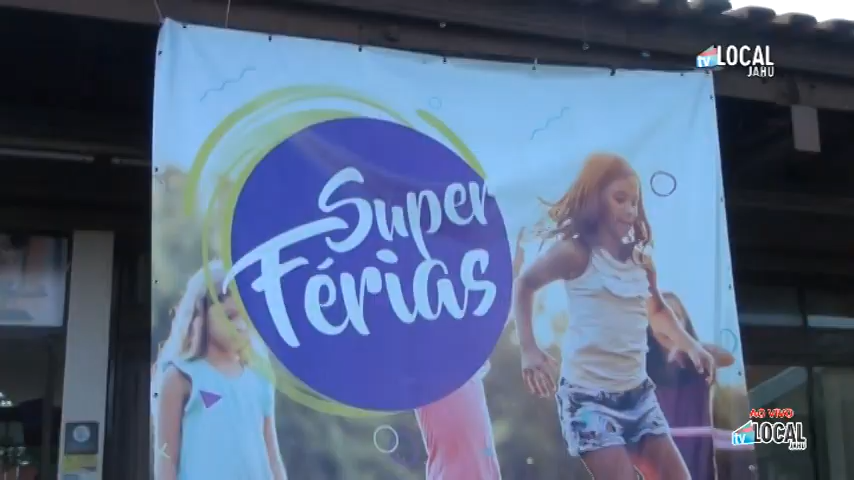 tv LOCAL
JAHU
Super
Férias
AO VIVO
tv LOCAL
JAHU